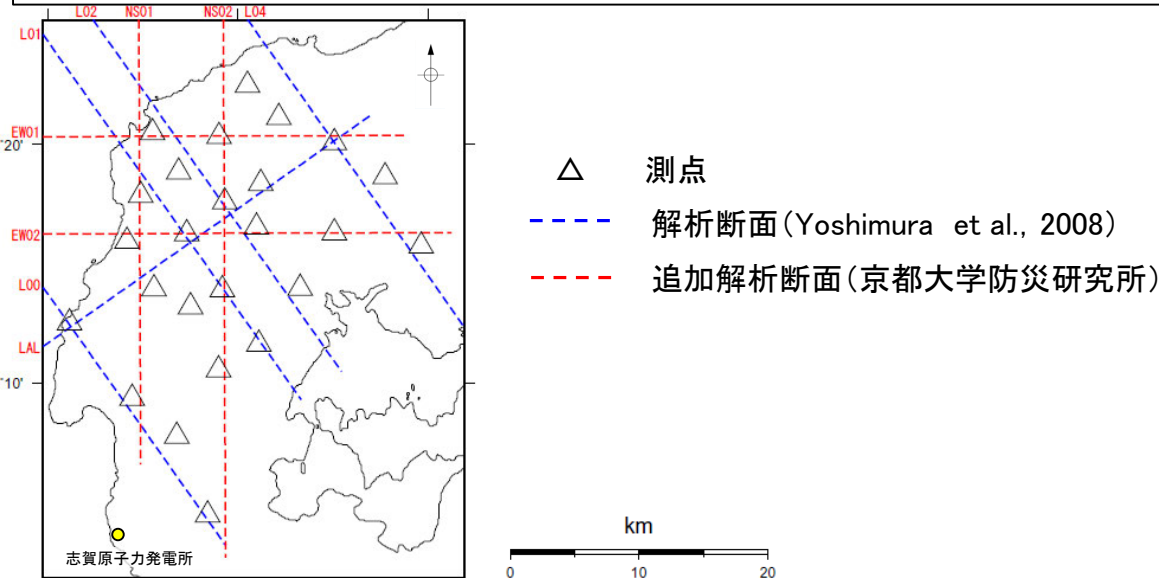 L02 NS01 NS02 L04
L01
EW01
°20'
EW02
L00
LAL
°10'
志賀原子力発電所
△ 測点
解析断面(Yoshimura et al., 2008)
追加解析断面(京都大学防災研究所)
km
0 10 20